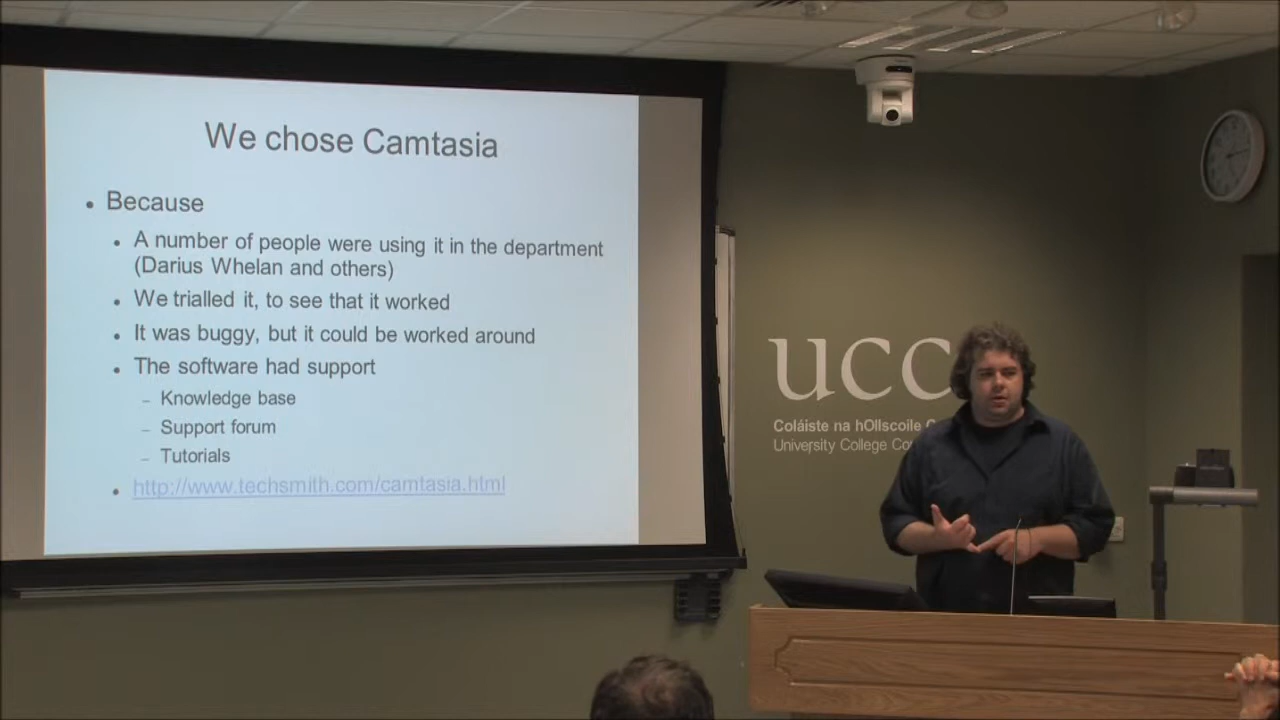 We chose Camtasia
• Because
• A number of people were using it in the department
(Darius Whelan and others)
• We trialled it, to see that it worked
• It was buggy, but it could be worked around
• The software had support
– Knowledge base
– Support forum
– Tutorials
• http://www.techsmith.com/camtasia.html
ucc
Coláiste na hOllscoile
University College